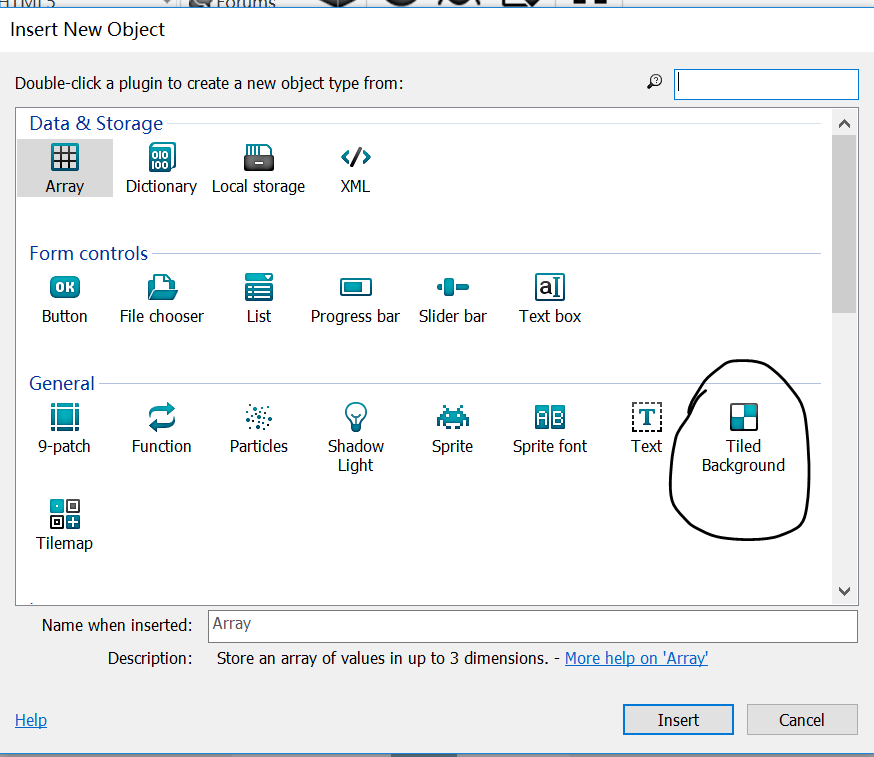 HTML5 Forums
Insert New Object
Double-click a plugin to create a new object type from:
Data & Storage
Array Dictionary Local storage XML
Form controls
Button File chooser List Progress bar Slider bar Text box
General
9-patch Function Particles Shadow Light Sprite Sprite font Text Tiled Background
Tilemap
Name when inserted: Array
Description: Store an array of values in up to 3 dimensions. - More help on 'Array'
Help Insert Cancel